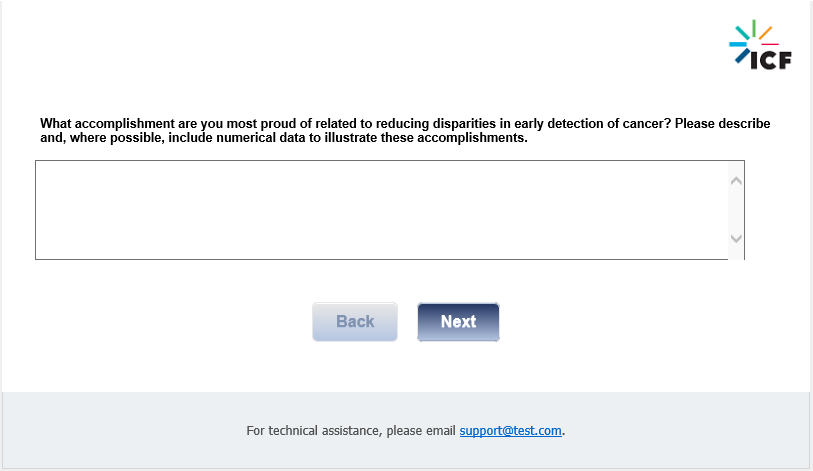 ICF
What accomplishment are you most proud of related to reducing disparities in early detection of cancer? Please describe
and, where possible, include numerical data to illustrate these accomplishments.
Back Next
For technical assistance, please email support@test.com.